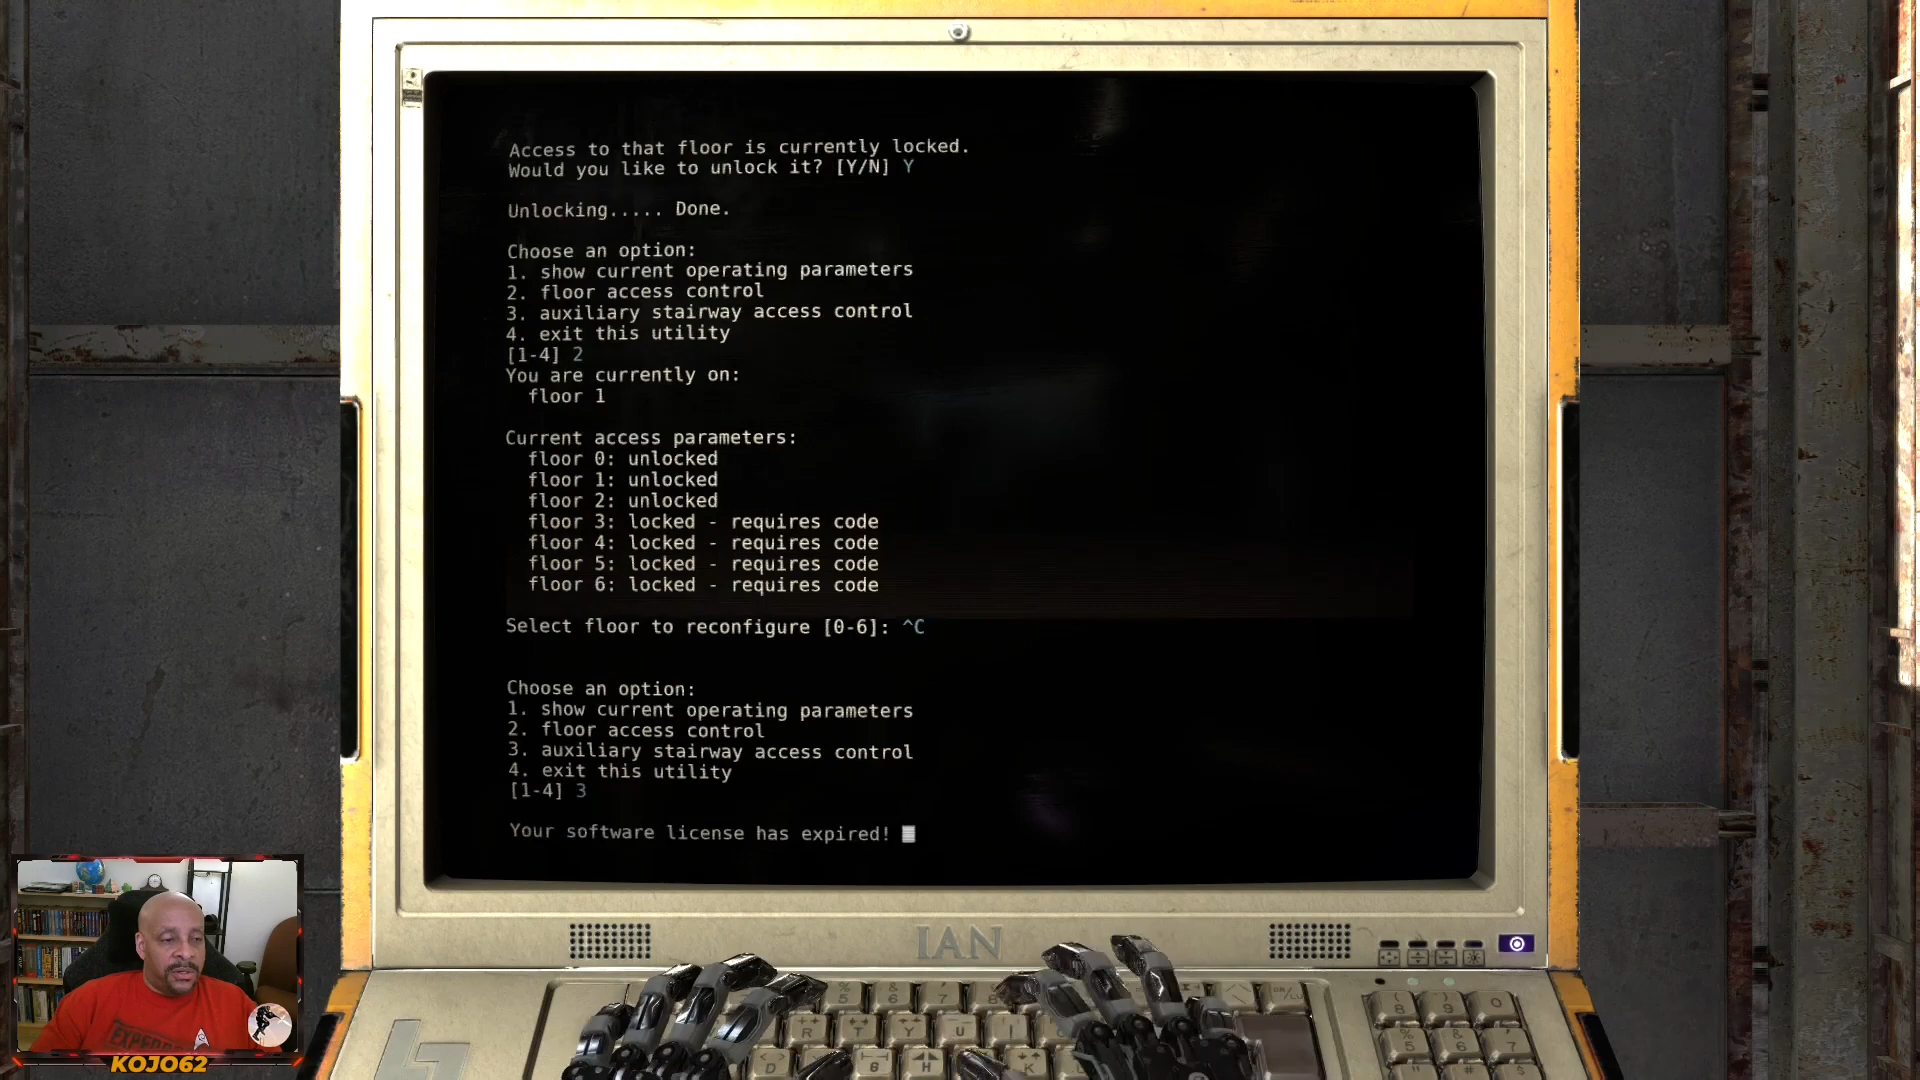 Access to that floor is currently locked.
Would you like to unlock it? [Y/N] Y
Unlocking..... Done.
Choose an option:
1. show current operating parameters
2. floor access control
3. auxiliary stairway access control
4. exit this utility
[1-4] 2
You are currently on:
floor 1
Current access parameters:
floor 0: unlocked
floor 1: unlocked
floor 2: unlocked
floor 3: locked - requires code
floor 4: locked - requires code
floor 5: locked - requires code
floor 6: locked - requires code
Select floor to reconfigure [0-6]: ^C
Choose an option:
1. show current operating parameters
2. floor access control
3. auxiliary stairway access control
4. exit this utility
[1-4] 3
Your software license has expired!
IAN
KOJO62